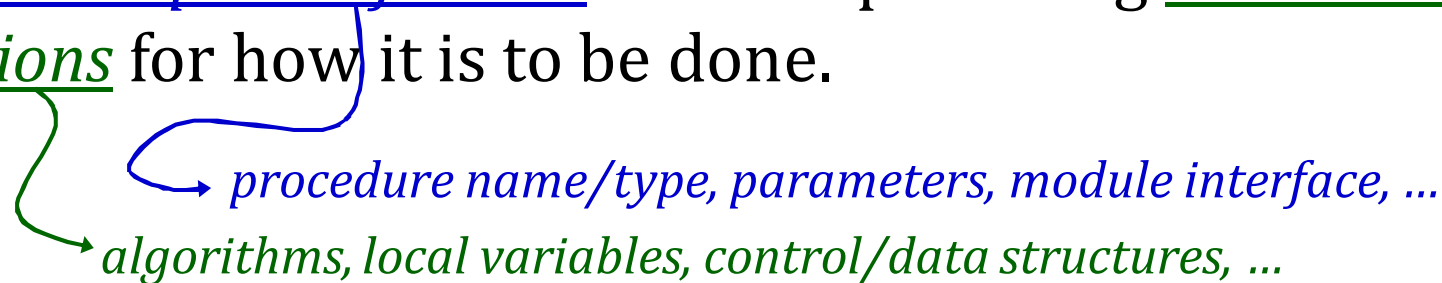 ions for how it is to be done.
procedure name/type, parameters, module interface, ...
algorithms, local variables, control/data structures, ...